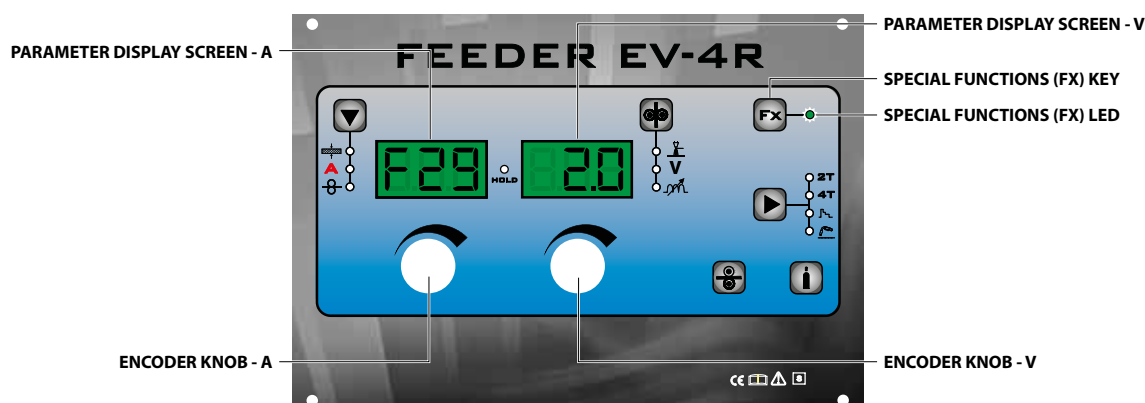 PARAMETER DISPLAY SCREEN - V
PARAMETER DISPLAY SCREEN - A
FEEDER EV-4R
SPECIAL FUNCTIONS (FX) KEY
Fx
SPECIAL FUNCTIONS (FX) LED
A
F29
HOLD
2.0
V
2T
4T
ENCODER KNOB - A
ENCODER KNOB - V
CE
S